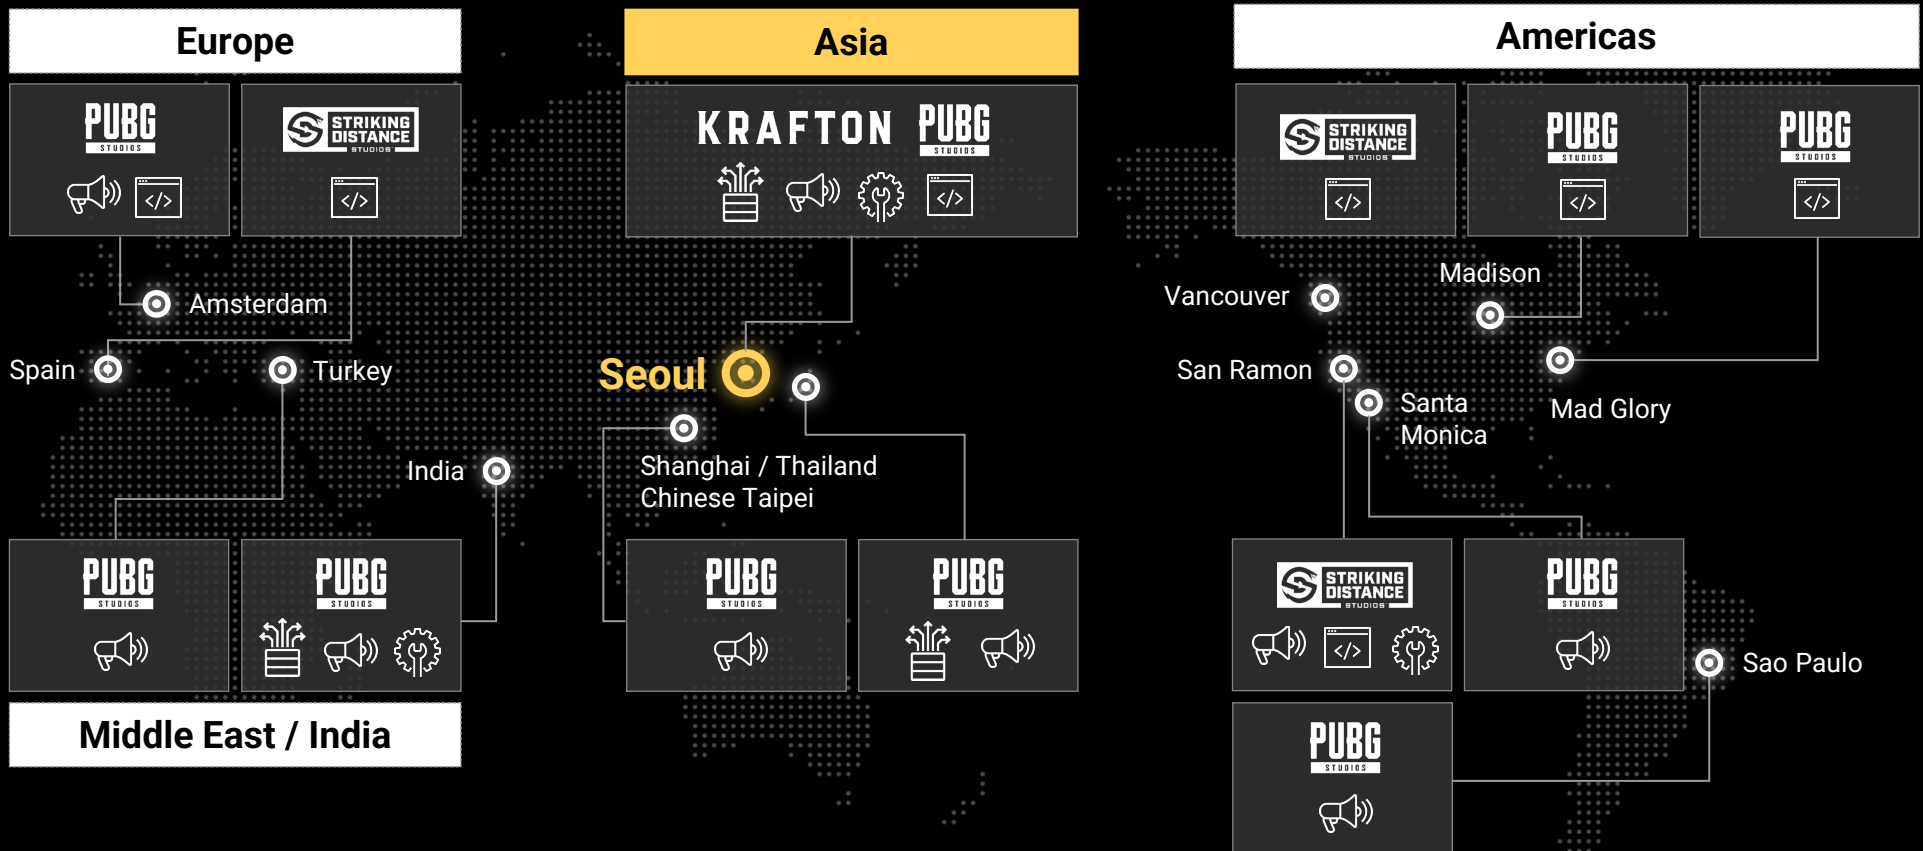 Europe
Asia
Americas
PUBG
STUDIOS
</>
STRIKING
DISTANCE
STUDIOS
</>
KRAFTON
PUBG
STUDIOS
</>
STRIKING
DISTANCE
STUDIOS
</>
PUBG
STUDIOS
</>
PUBG
STUDIOS
</>
Amsterdam
Spain
Turkey
India
Seoul
Shanghai / Thailand
Chinese Taipei
Vancouver
Madison
San Ramon
Santa
Monica
Mad Glory
PUBG
STUDIOS
PUBG
STUDIOS
PUBG
STUDIOS
PUBG
STUDIOS
STRIKING
DISTANCE
STUDIOS
</>
PUBG
STUDIOS
Sao Paulo
Middle East / India
PUBG
STUDIOS